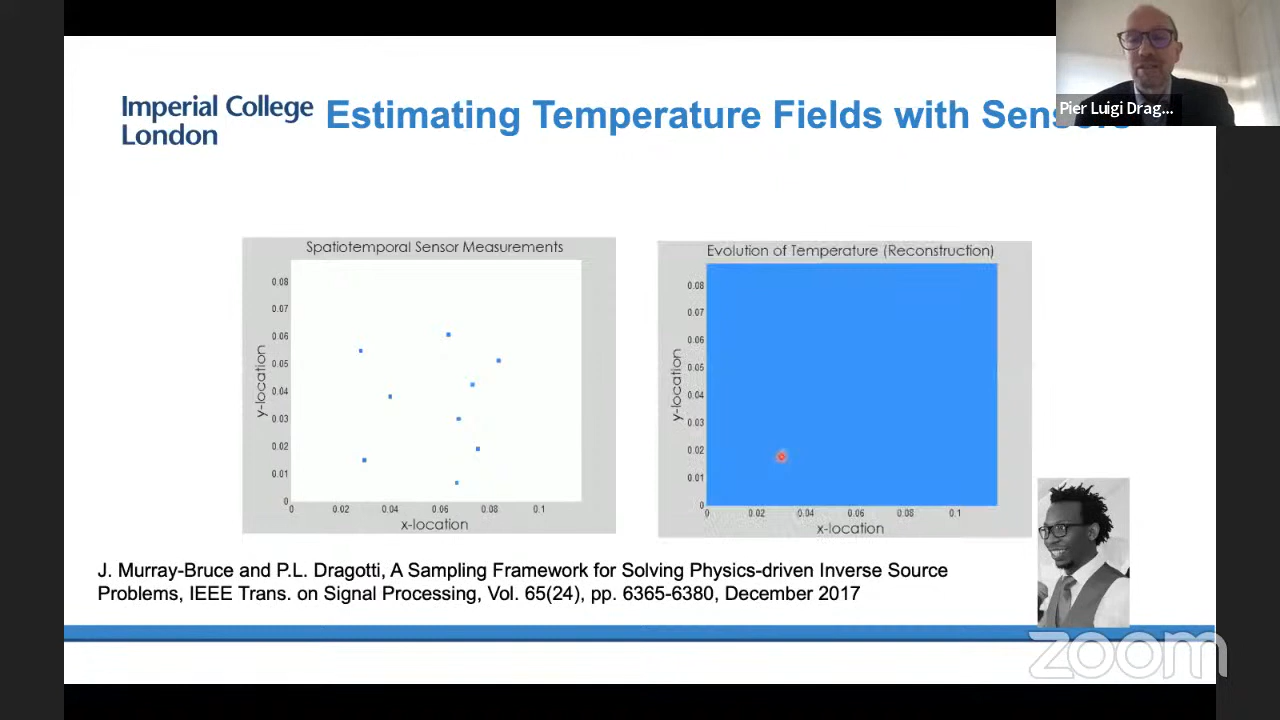 Imperial College
London
Estimating Temperature Fields with Sensors
Pier Luigi Drag...
Spatiotemporal Sensor Measurements
0.08
0.07
0.06
0.05
0.04
0.03
0.02
0.01
0
y-location
0 0.02 0.04 0.06 0.08 0.1
x-location
Evolution of Temperature (Reconstruction)
0.08
0.07
0.06
0.05
0.04
0.03
0.02
0.01
0
y-location
0 0.02 0.04 0.06 0.08 0.1
x-location
J. Murray-Bruce and P.L. Dragotti, A Sampling Framework for Solving Physics-driven Inverse Source
Problems, IEEE Trans. on Signal Processing, Vol. 65(24), pp. 6365-6380, December 2017
zoom